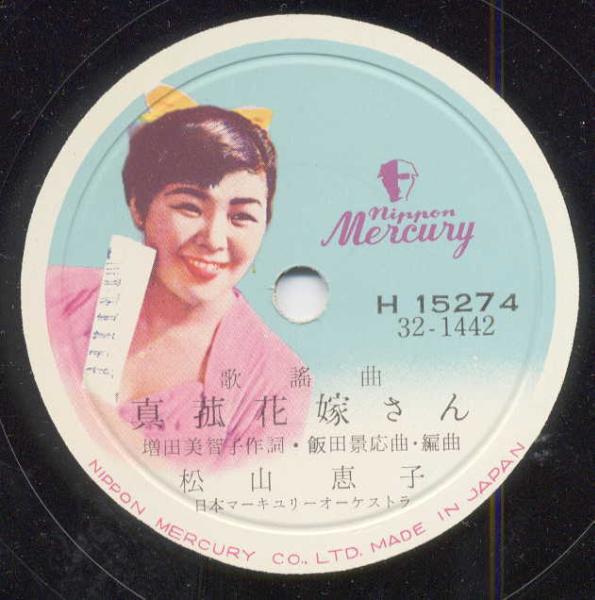 Nippon
Mercury
H 15274
32-1442
歌謡曲
真菰花嫁さん
増田美智子作詞・飯田景応曲・編曲
松山恵子
日本マーキュリーオーケストラ
NIPPON MERCURY CO., LTD. MADE IN JAPAN